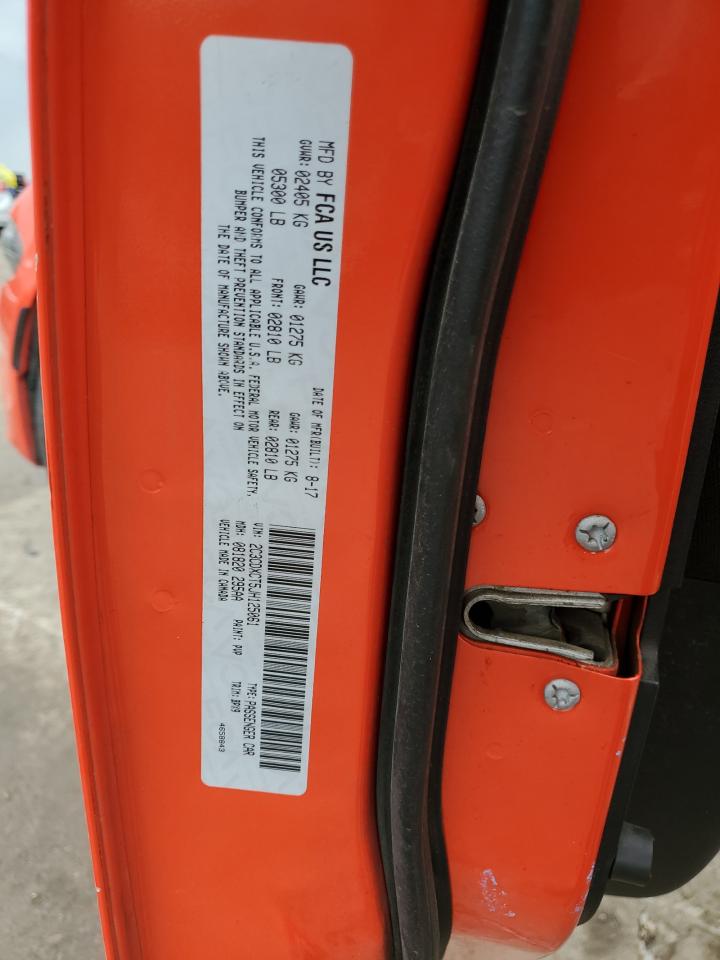 MFD BY FCA US LLC
DATE OF MFR(BUILT): 8-17
GVWR: 02405 KG
GAWR: 01275 KG
GAWR: 01275 KG
05300 LB
FRONT: 02810 LB
REAR: 02810 LB
THIS VEHICLE CONFORMS TO ALL APPLICABLE U.S.A. FEDERAL MOTOR VEHICLE SAFETY,
BUMPER AND THEFT PREVENTION STANDARDS IN EFFECT ON
THE DATE OF MANUFACTURE SHOWN ABOVE.
VIN: 2C3CDXCT5JH125061
TYPE: PASSENGER CAR
MDH: 081820 295AA
PAINT: PVP
TRIM: BPX9
VEHICLE MADE IN CANADA
4658843